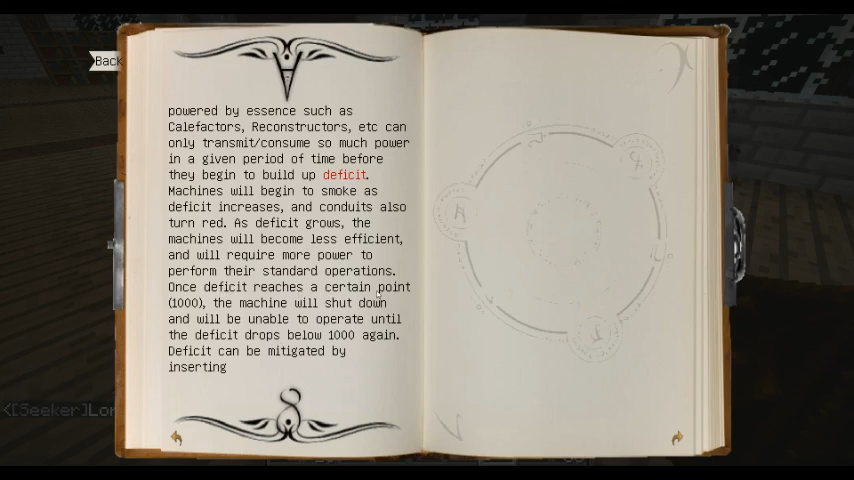 Back
powered by essence such as
Calefactors, Reconstructors, etc can
only transmit/consume so much power
in a given period of time before
they begin to build up deficit.
Machines will begin to smoke as
deficit increases, and conduits also
turn red. As deficit grows, the
machines will become less efficient,
and will require more power to
perform their standard operations.
Once deficit reaches a certain point
(1000), the machine will shut down
and will be unable to operate until
the deficit drops below 1000 again.
Deficit can be mitigated by
inserting
<[Seeker]Lor